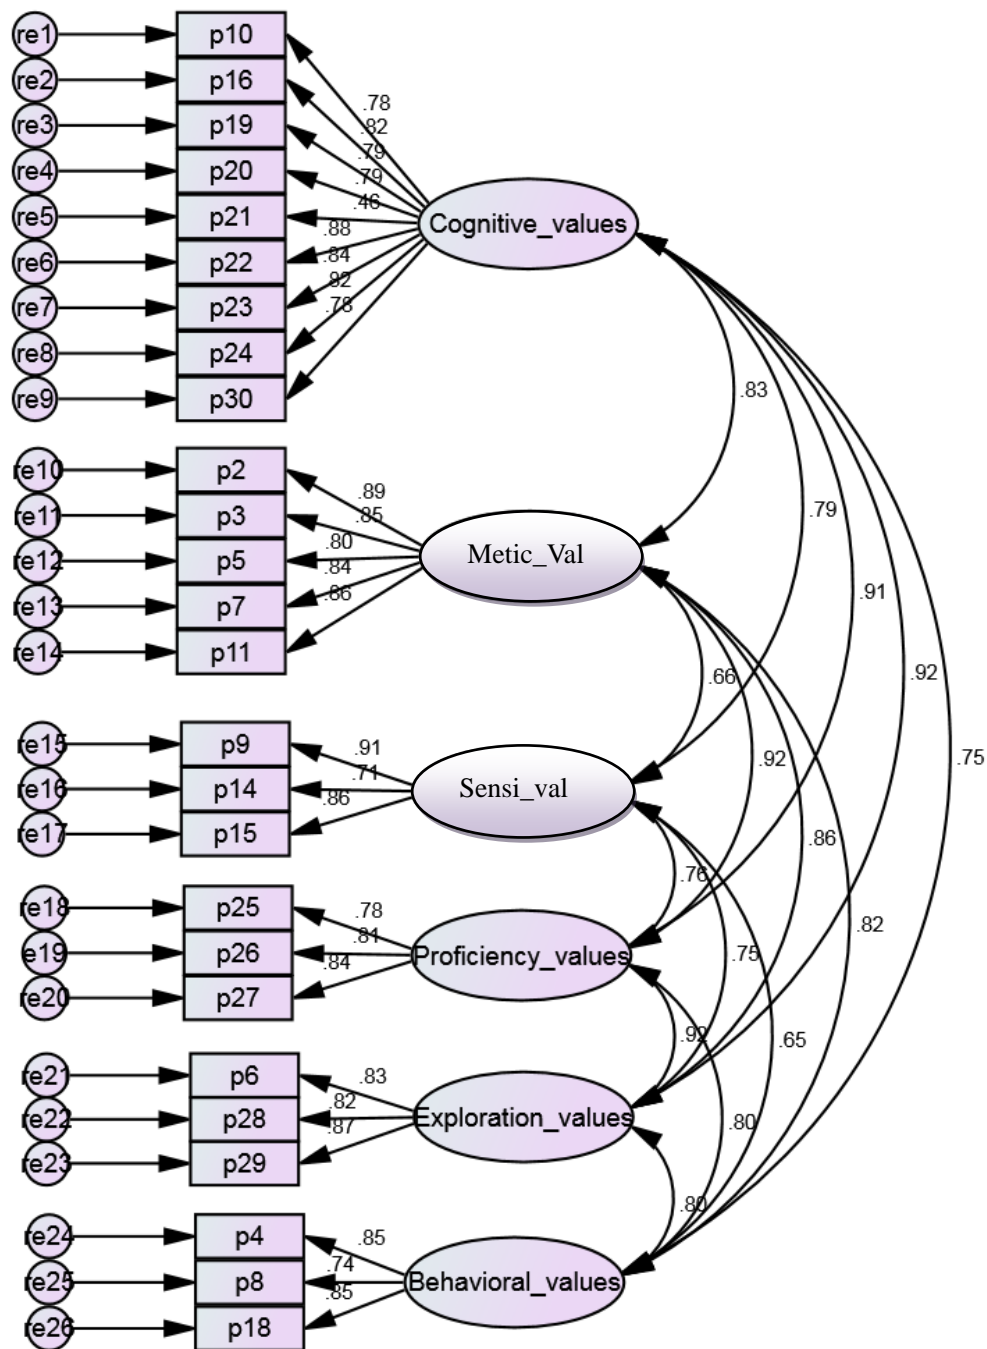 re1 p10
re2 p16
re3 p19
re4 p20
re5 p21
re6 p22
re7 p23
re8 p24
re9 p30
.78
.82
.79
.79
.46
.88
.84
.92
.78
Cognitive_values
re10 p2
re11 p3
re12 p5
re13 p7
re14 p11
.89
.85
.80
.84
.86
Metic_Val
re15 p9
re16 p14
re17 p15
.91
.71
.86
Sensi_val
re18 p25
e19 p26
re20 p27
.78
.81
.84
Proficiency_values
re21 p6
re22 p28
re23 p29
.83
.82
.87
Exploration_values
re24 p4
re25 p8
re26 p18
.85
.74
.85
Behavioral_values
.83
.79
.91
.92
.75
.66
.92
.86
.82
.76
.75
.65
.92
.80
.80